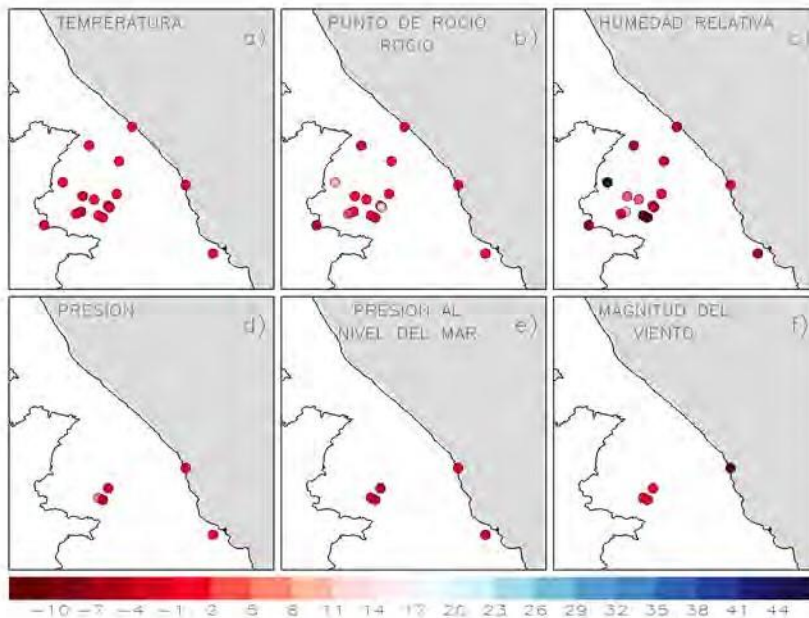 TEMPERATURA
a)
PUNTO DE ROCIO
ROCIO
b)
HUMEDAD RELATIVA
c)
PRESION
d)
PRESION AL
NIVEL DEL MAR
e)
MAGNITUD DEL
VIENTO
f)
-10 -7 -4 -1 2 5 8 11 14 17 20 23 26 29 32 35 38 41 44